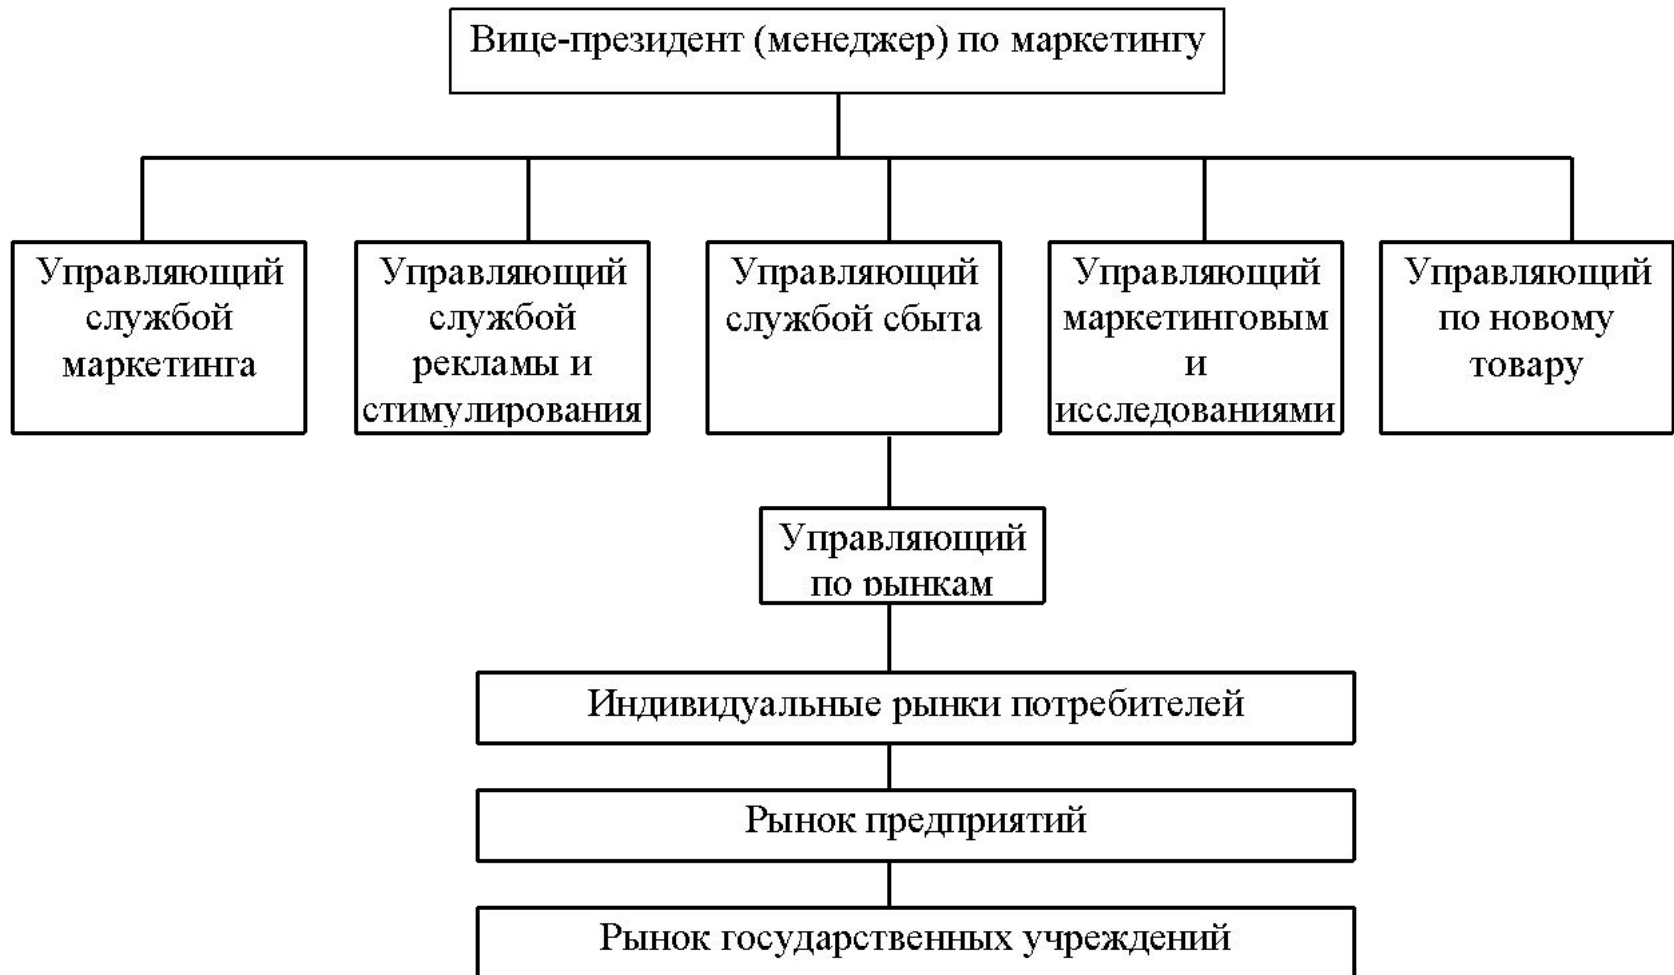 Вице-президент (менеджер) по маркетингу
Управляющий
службой
маркетинга
Управляющий
службой
рекламы и
стимулирования
Управляющий
службой сбыта
Управляющий
маркетинговым
и
исследованиями
Управляющий
по новому
товару
Управляющий
по рынкам
Индивидуальные рынки потребителей
Рынок предприятий
Рынок государственных учреждений